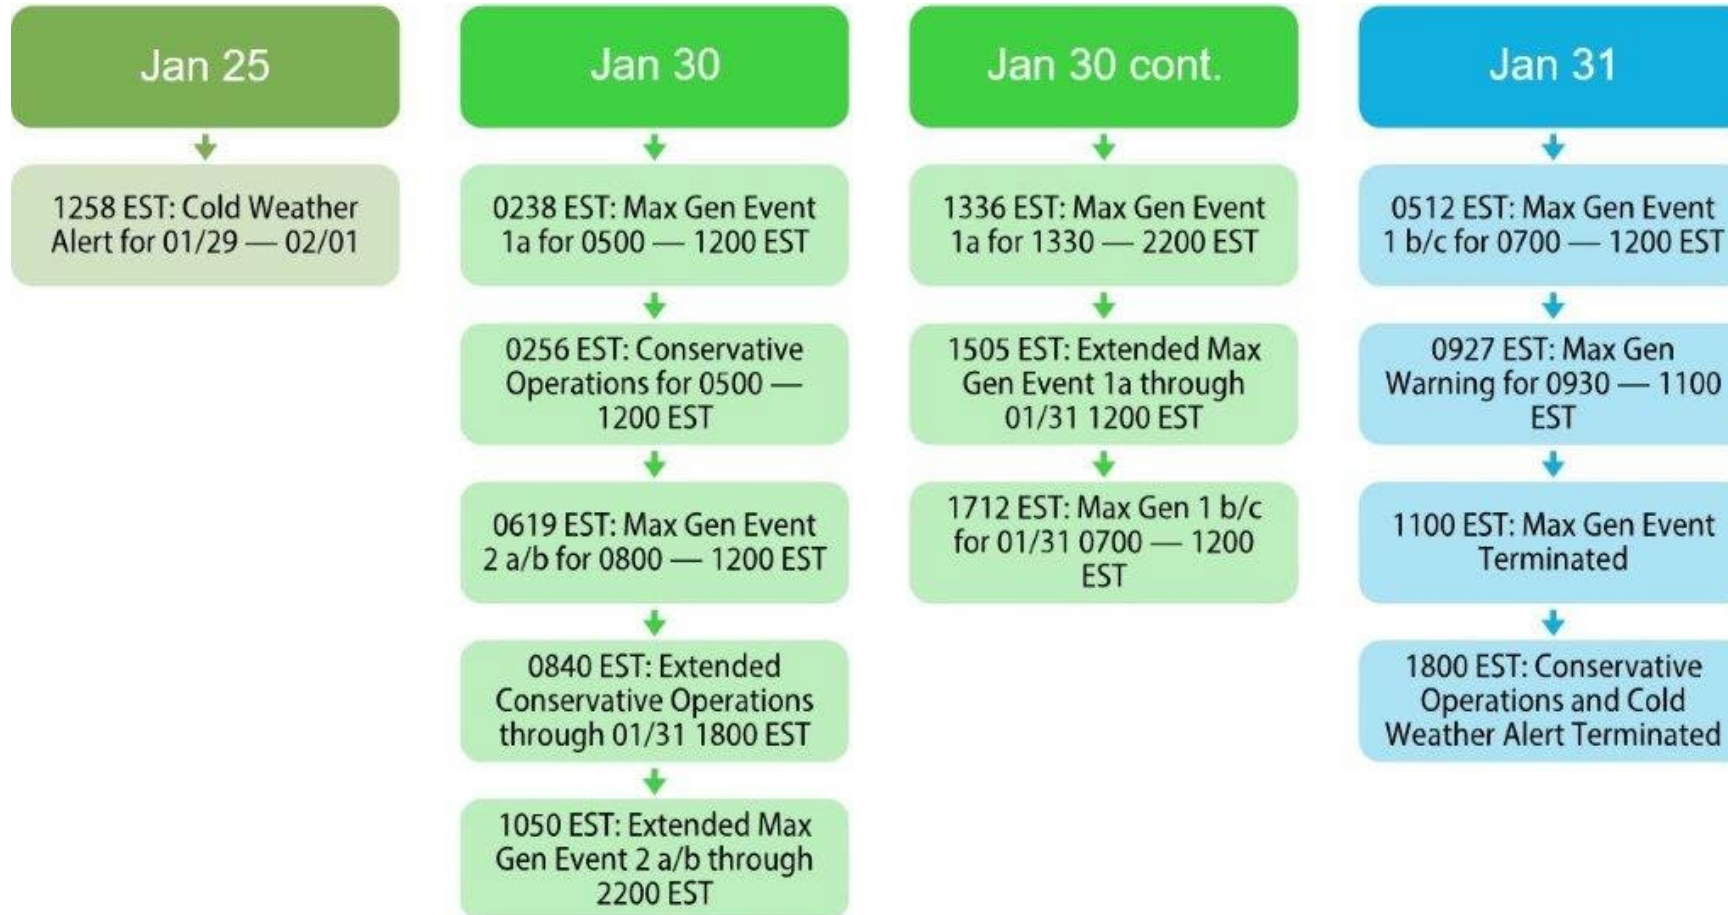 Jan 25
1258 EST: Cold Weather
Alert for 01/29 — 02/01
Jan 30
0238 EST: Max Gen Event
1a for 0500 — 1200 EST
0256 EST: Conservative
Operations for 0500 —
1200 EST
0619 EST: Max Gen Event
2 a/b for 0800 — 1200 EST
0840 EST: Extended
Conservative Operations
through 01/31 1800 EST
1050 EST: Extended Max
Gen Event 2 a/b through
2200 EST
Jan 30 cont.
1336 EST: Max Gen Event
1a for 1330 — 2200 EST
1505 EST: Extended Max
Gen Event 1a through
01/31 1200 EST
1712 EST: Max Gen 1 b/c
for 01/31 0700 — 1200
EST
Jan 31
0512 EST: Max Gen Event
1 b/c for 0700 — 1200 EST
0927 EST: Max Gen
Warning for 0930 — 1100
EST
1100 EST: Max Gen Event
Terminated
1800 EST: Conservative
Operations and Cold
Weather Alert Terminated